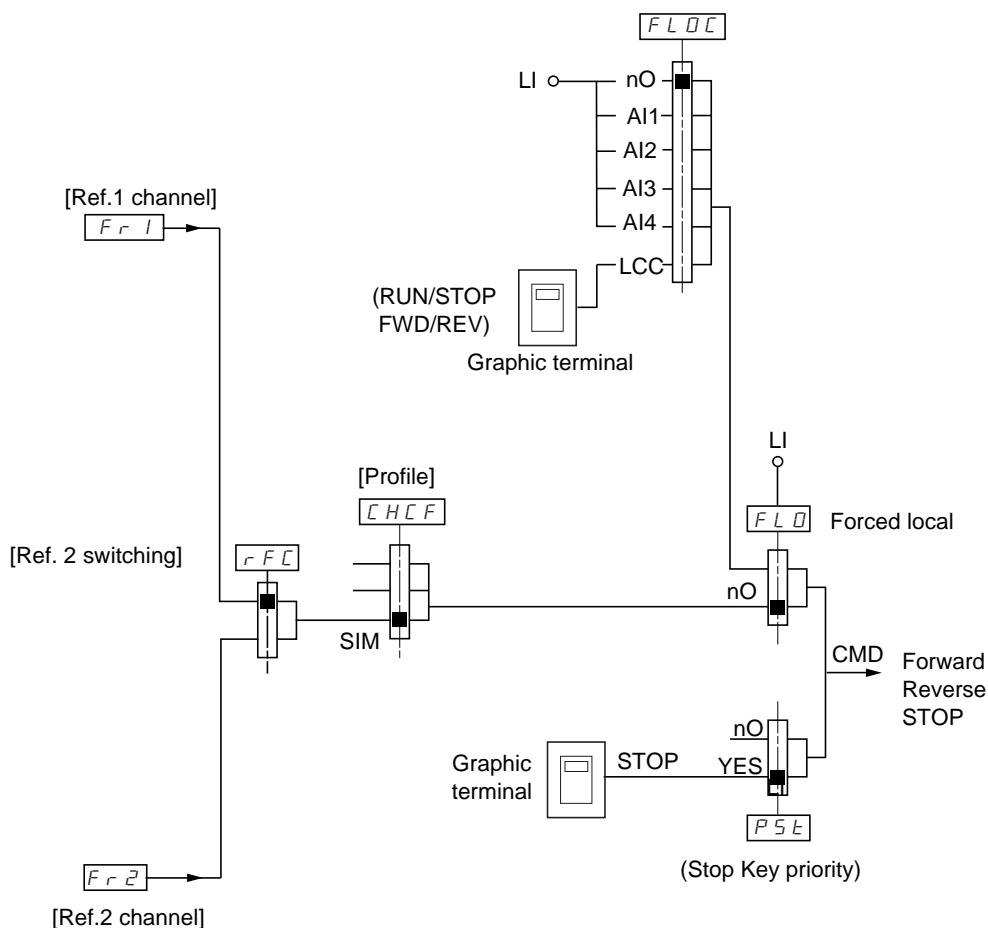 FLOC
LI
nO
AI1
AI2
AI3
AI4
LCC
[Ref.1 channel]
Fr1
(RUN/STOP
FWD/REV)
Graphic terminal
LI
[Profile]
CHCF
FLO
Forced local
[Ref. 2 switching]
rFC
nO
SIM
CMD
Forward
Reverse
STOP
nO
Graphic
terminal
STOP
YES
PSt
(Stop Key priority)
Fr2
[Ref.2 channel]